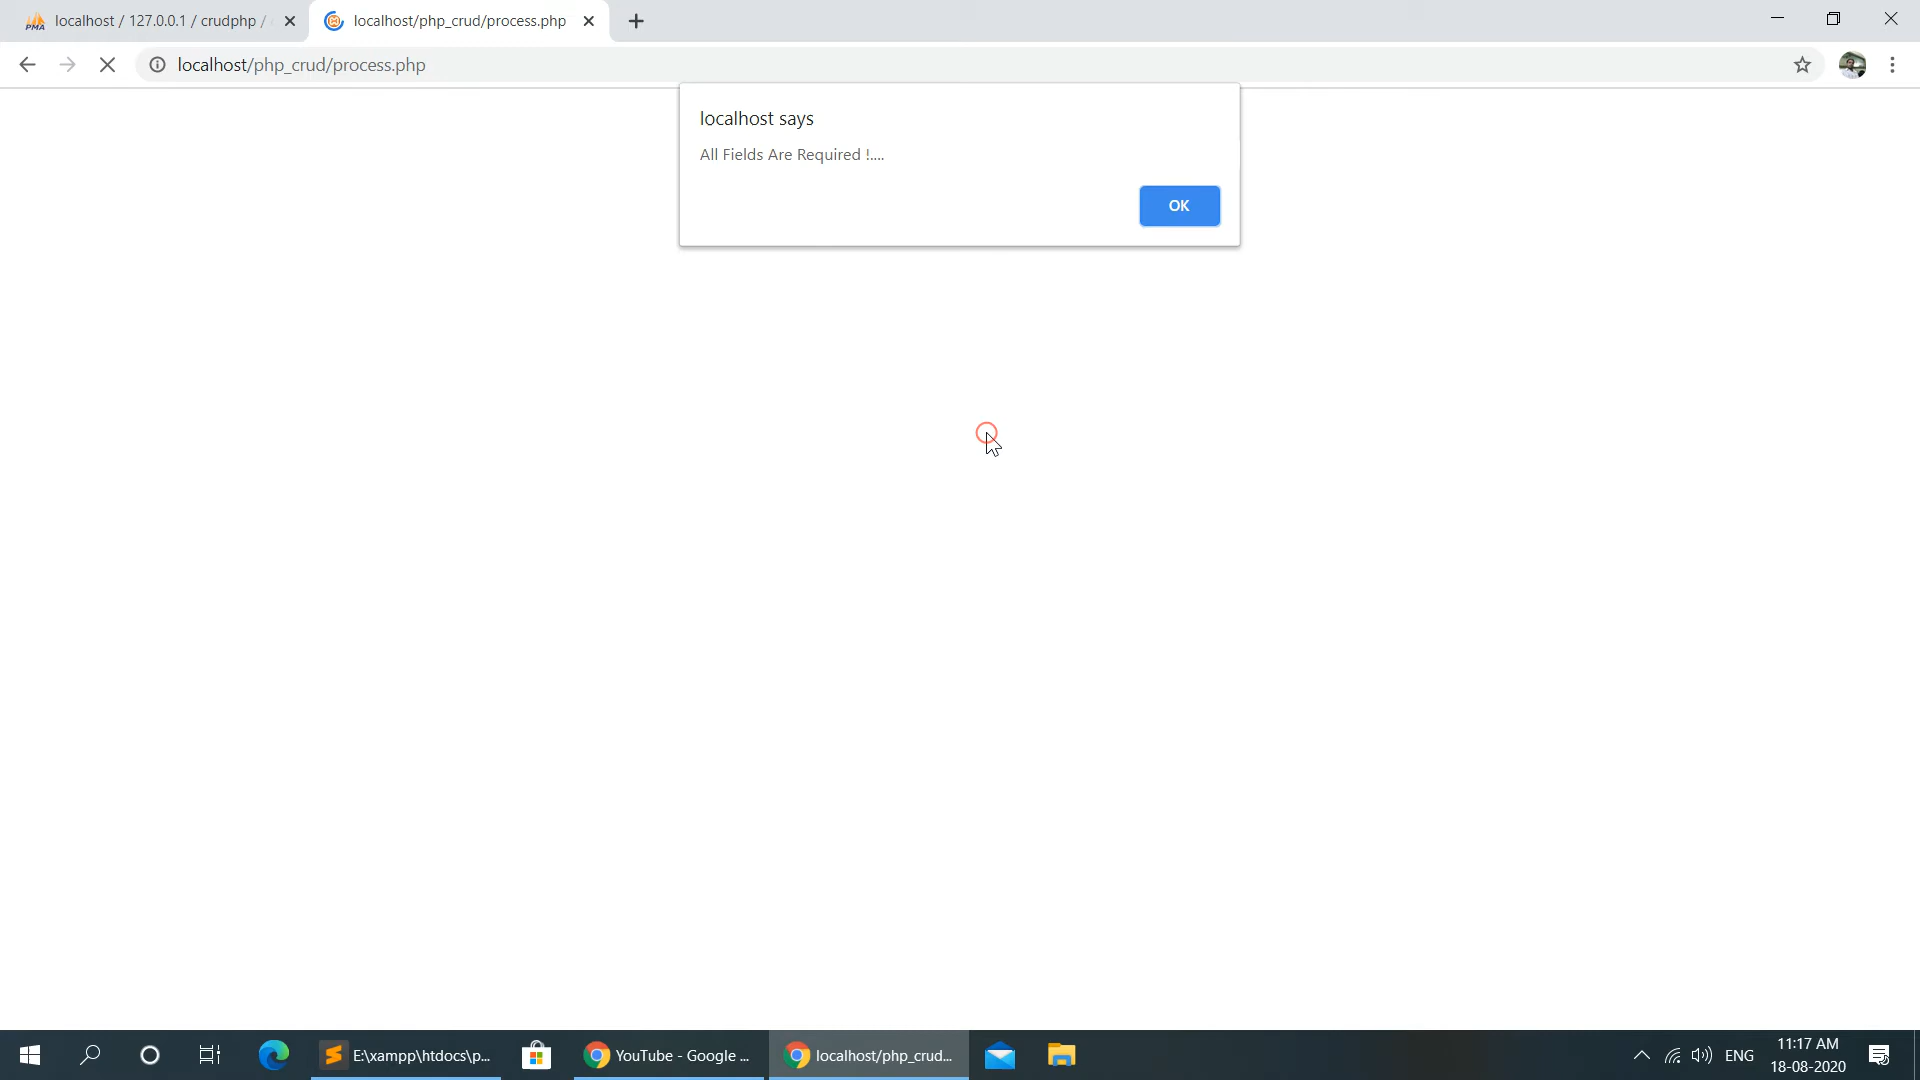 localhost / 127.0.0.1 / crudphp /
localhost/php_crud/process.php
localhost/php_crud/process.php
localhost says
All Fields Are Required !....
OK
PMA
E:\xampp\htdocs\p...
YouTube - Google ...
localhost/php_crud...
ENG
11:17 AM
18-08-2020